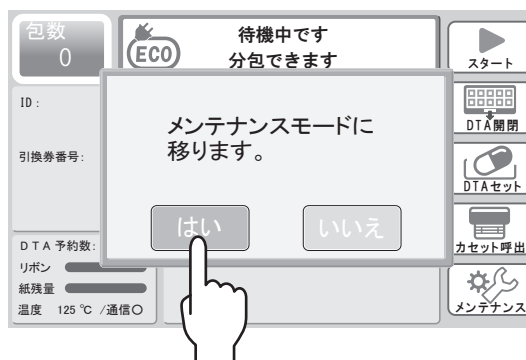 包数
0
ECO
待機中です
分包できます
スタート
ID :
引換券番号:
DTA開閉
DTAセット
カセット呼出
メンテナンス
メンテナンスモードに
移ります。
はい
いいえ
DTA予約数:
リボン
紙残量
温度 125℃ /通信○